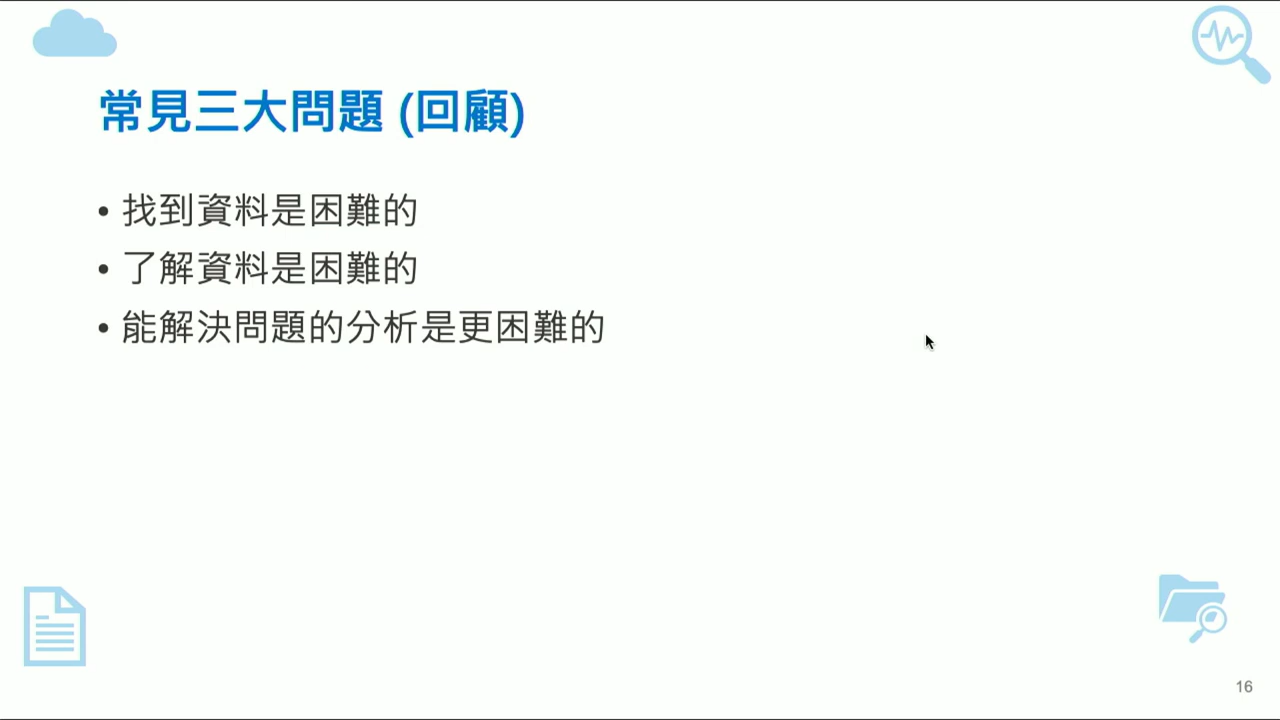 常見三大問題 (回顧)
• 找到資料是困難的
• 了解資料是困難的
• 能解決問題的分析是更困難的
16